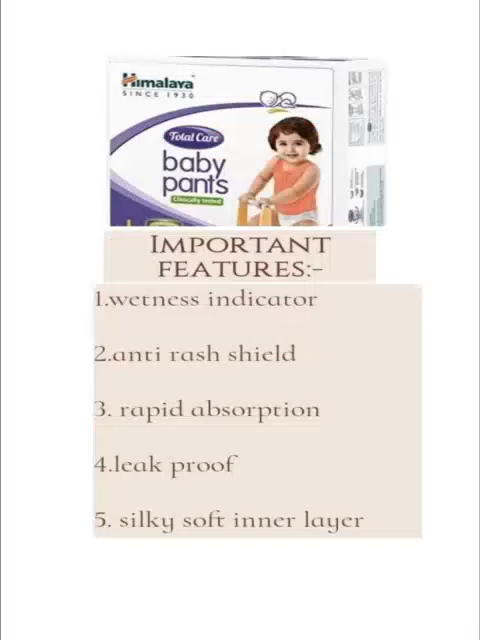 Himalaya
SINCE 1930
Total Care
baby
pants
Clinically tested
IMPORTANT
FEATURES:-
1.wetness indicator
2.anti rash shield
3. rapid absorption
4.leak proof
5. silky soft inner layer